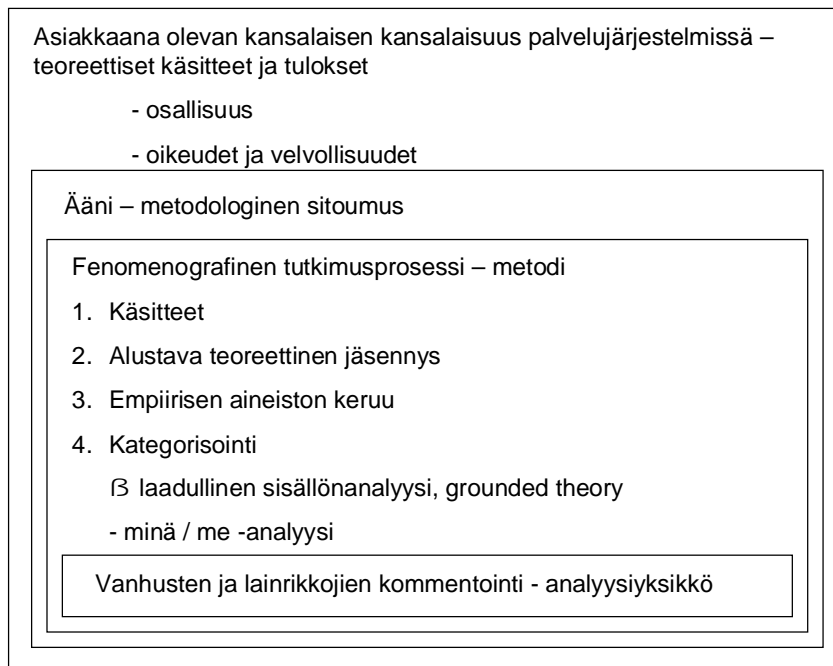 Asiakkaana olevan kansalaisen kansalaisuus palvelujärjestelmissä –
teoreettiset käsitteet ja tulokset
- osallisuus
- oikeudet ja velvollisuudet
Ääni – metodologinen sitoumus
Fenomenografinen tutkimusprosessi – metodi
1. Käsitteet
2. Alustava teoreettinen jäsennys
3. Empiirisen aineiston keruu
4. Kategorisointi
ß laadullinen sisällönanalyysi, grounded theory
- minä / me -analyysi
Vanhusten ja lainrikkojien kommentointi - analyysiyksikkö